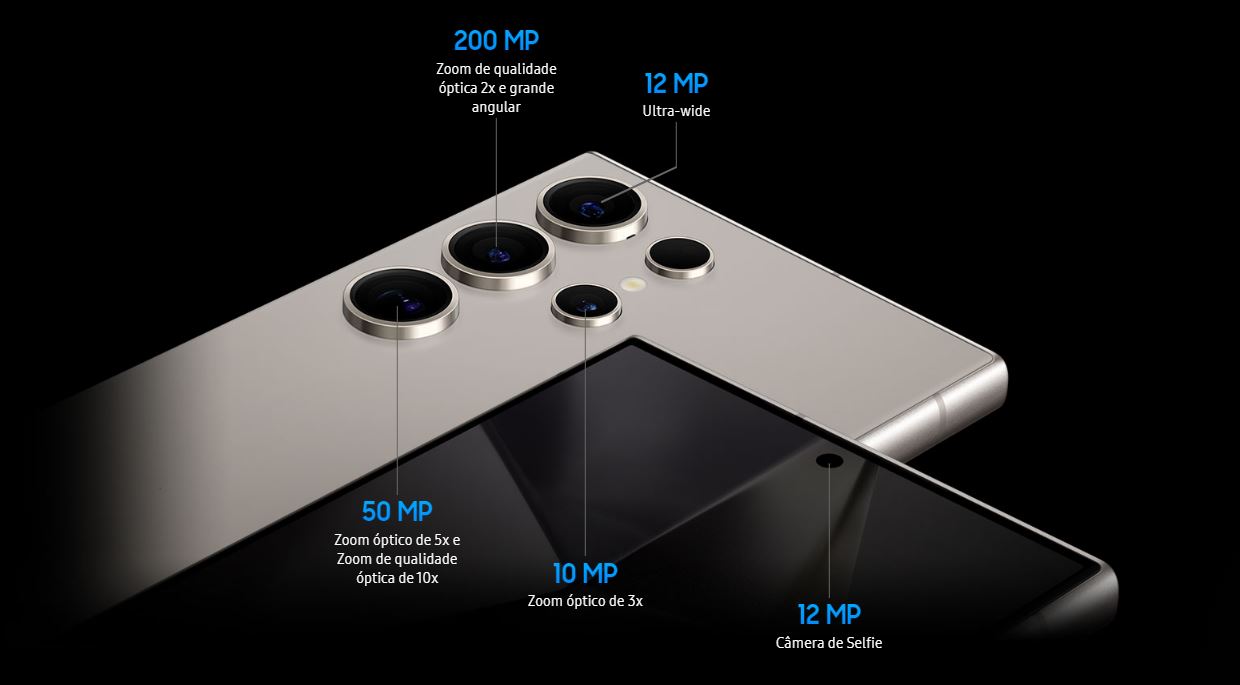 200 MP
Zoom de qualidade
óptica 2x e grande
angular
12 MP
Ultra-wide
50 MP
Zoom óptico de 5x e
Zoom de qualidade
óptica de 10x
10 MP
Zoom óptico de 3x
12 MP
Câmera de Selfie